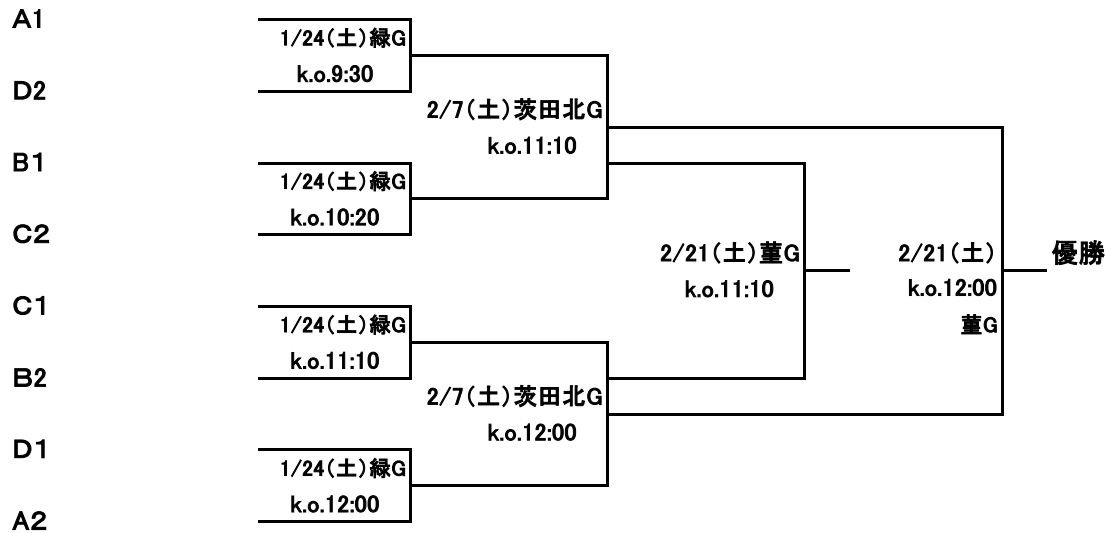 A1
1/24(土)緑G
k.o.9:30
D2
2/7(土)茨田北G
k.o.11:10
B1
1/24(土)緑G
k.o.10:20
C2
2/21(土)菫G
k.o.11:10
2/21(土)
k.o.12:00
菫G
優勝
C1
1/24(土)緑G
k.o.11:10
B2
2/7(土)茨田北G
k.o.12:00
D1
1/24(土)緑G
k.o.12:00
A2